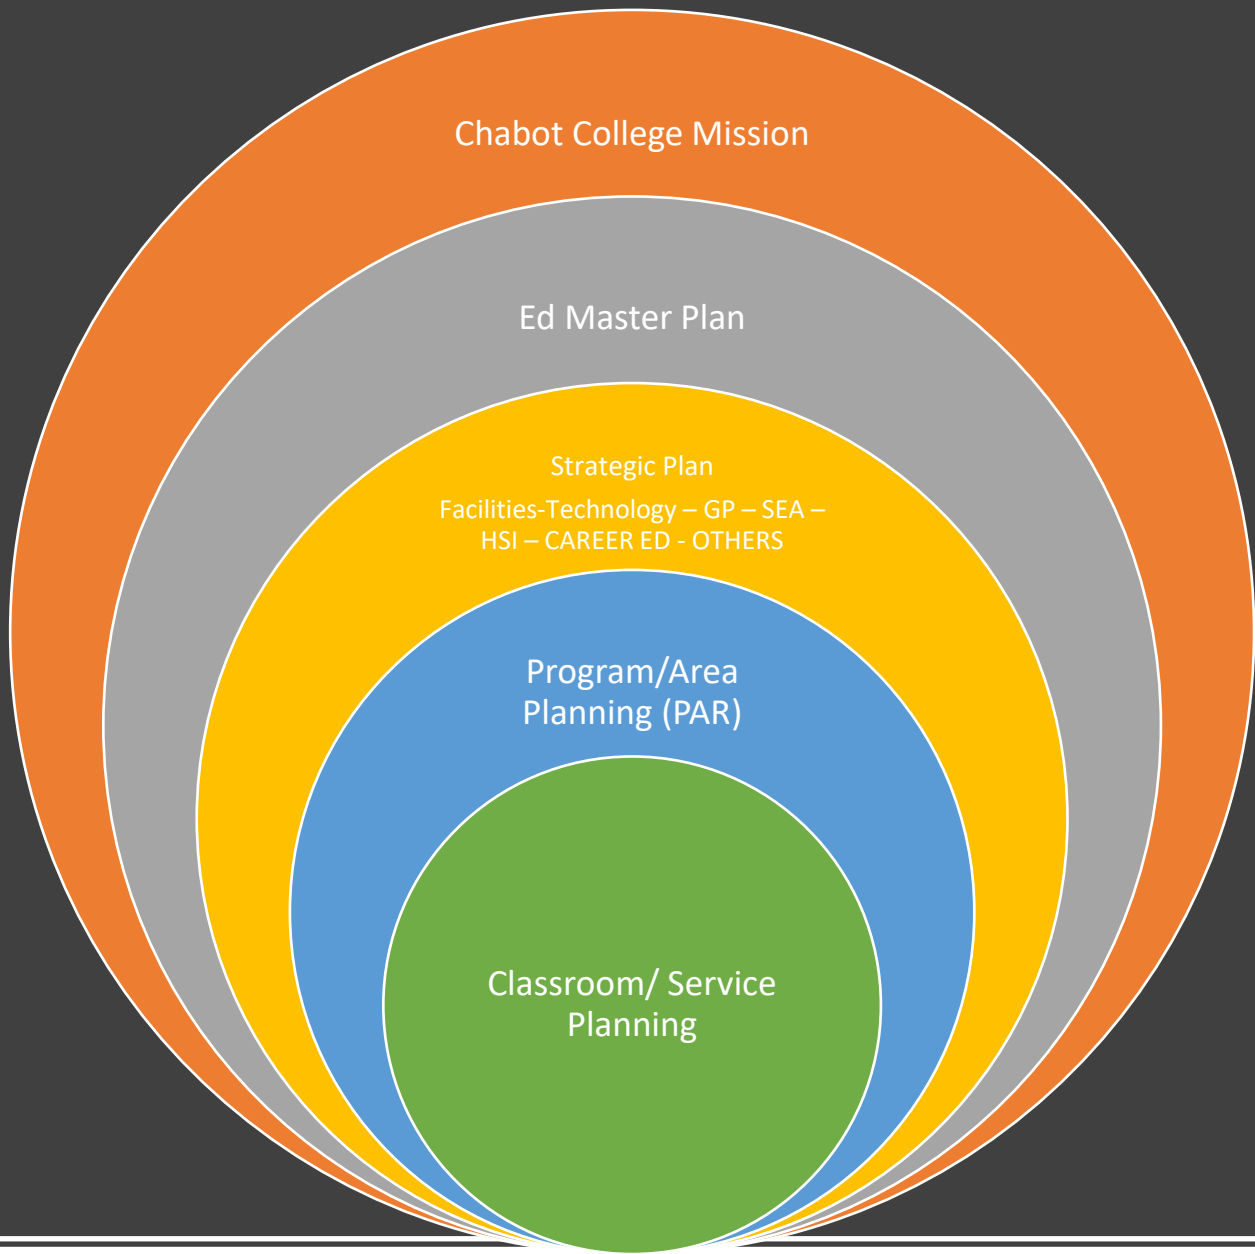 Chabot College Mission
Ed Master Plan
Strategic Plan
Facilities-Technology – GP – SEA –
HSI – CAREER ED - OTHERS
Program/Area
Planning (PAR)
Classroom/ Service
Planning